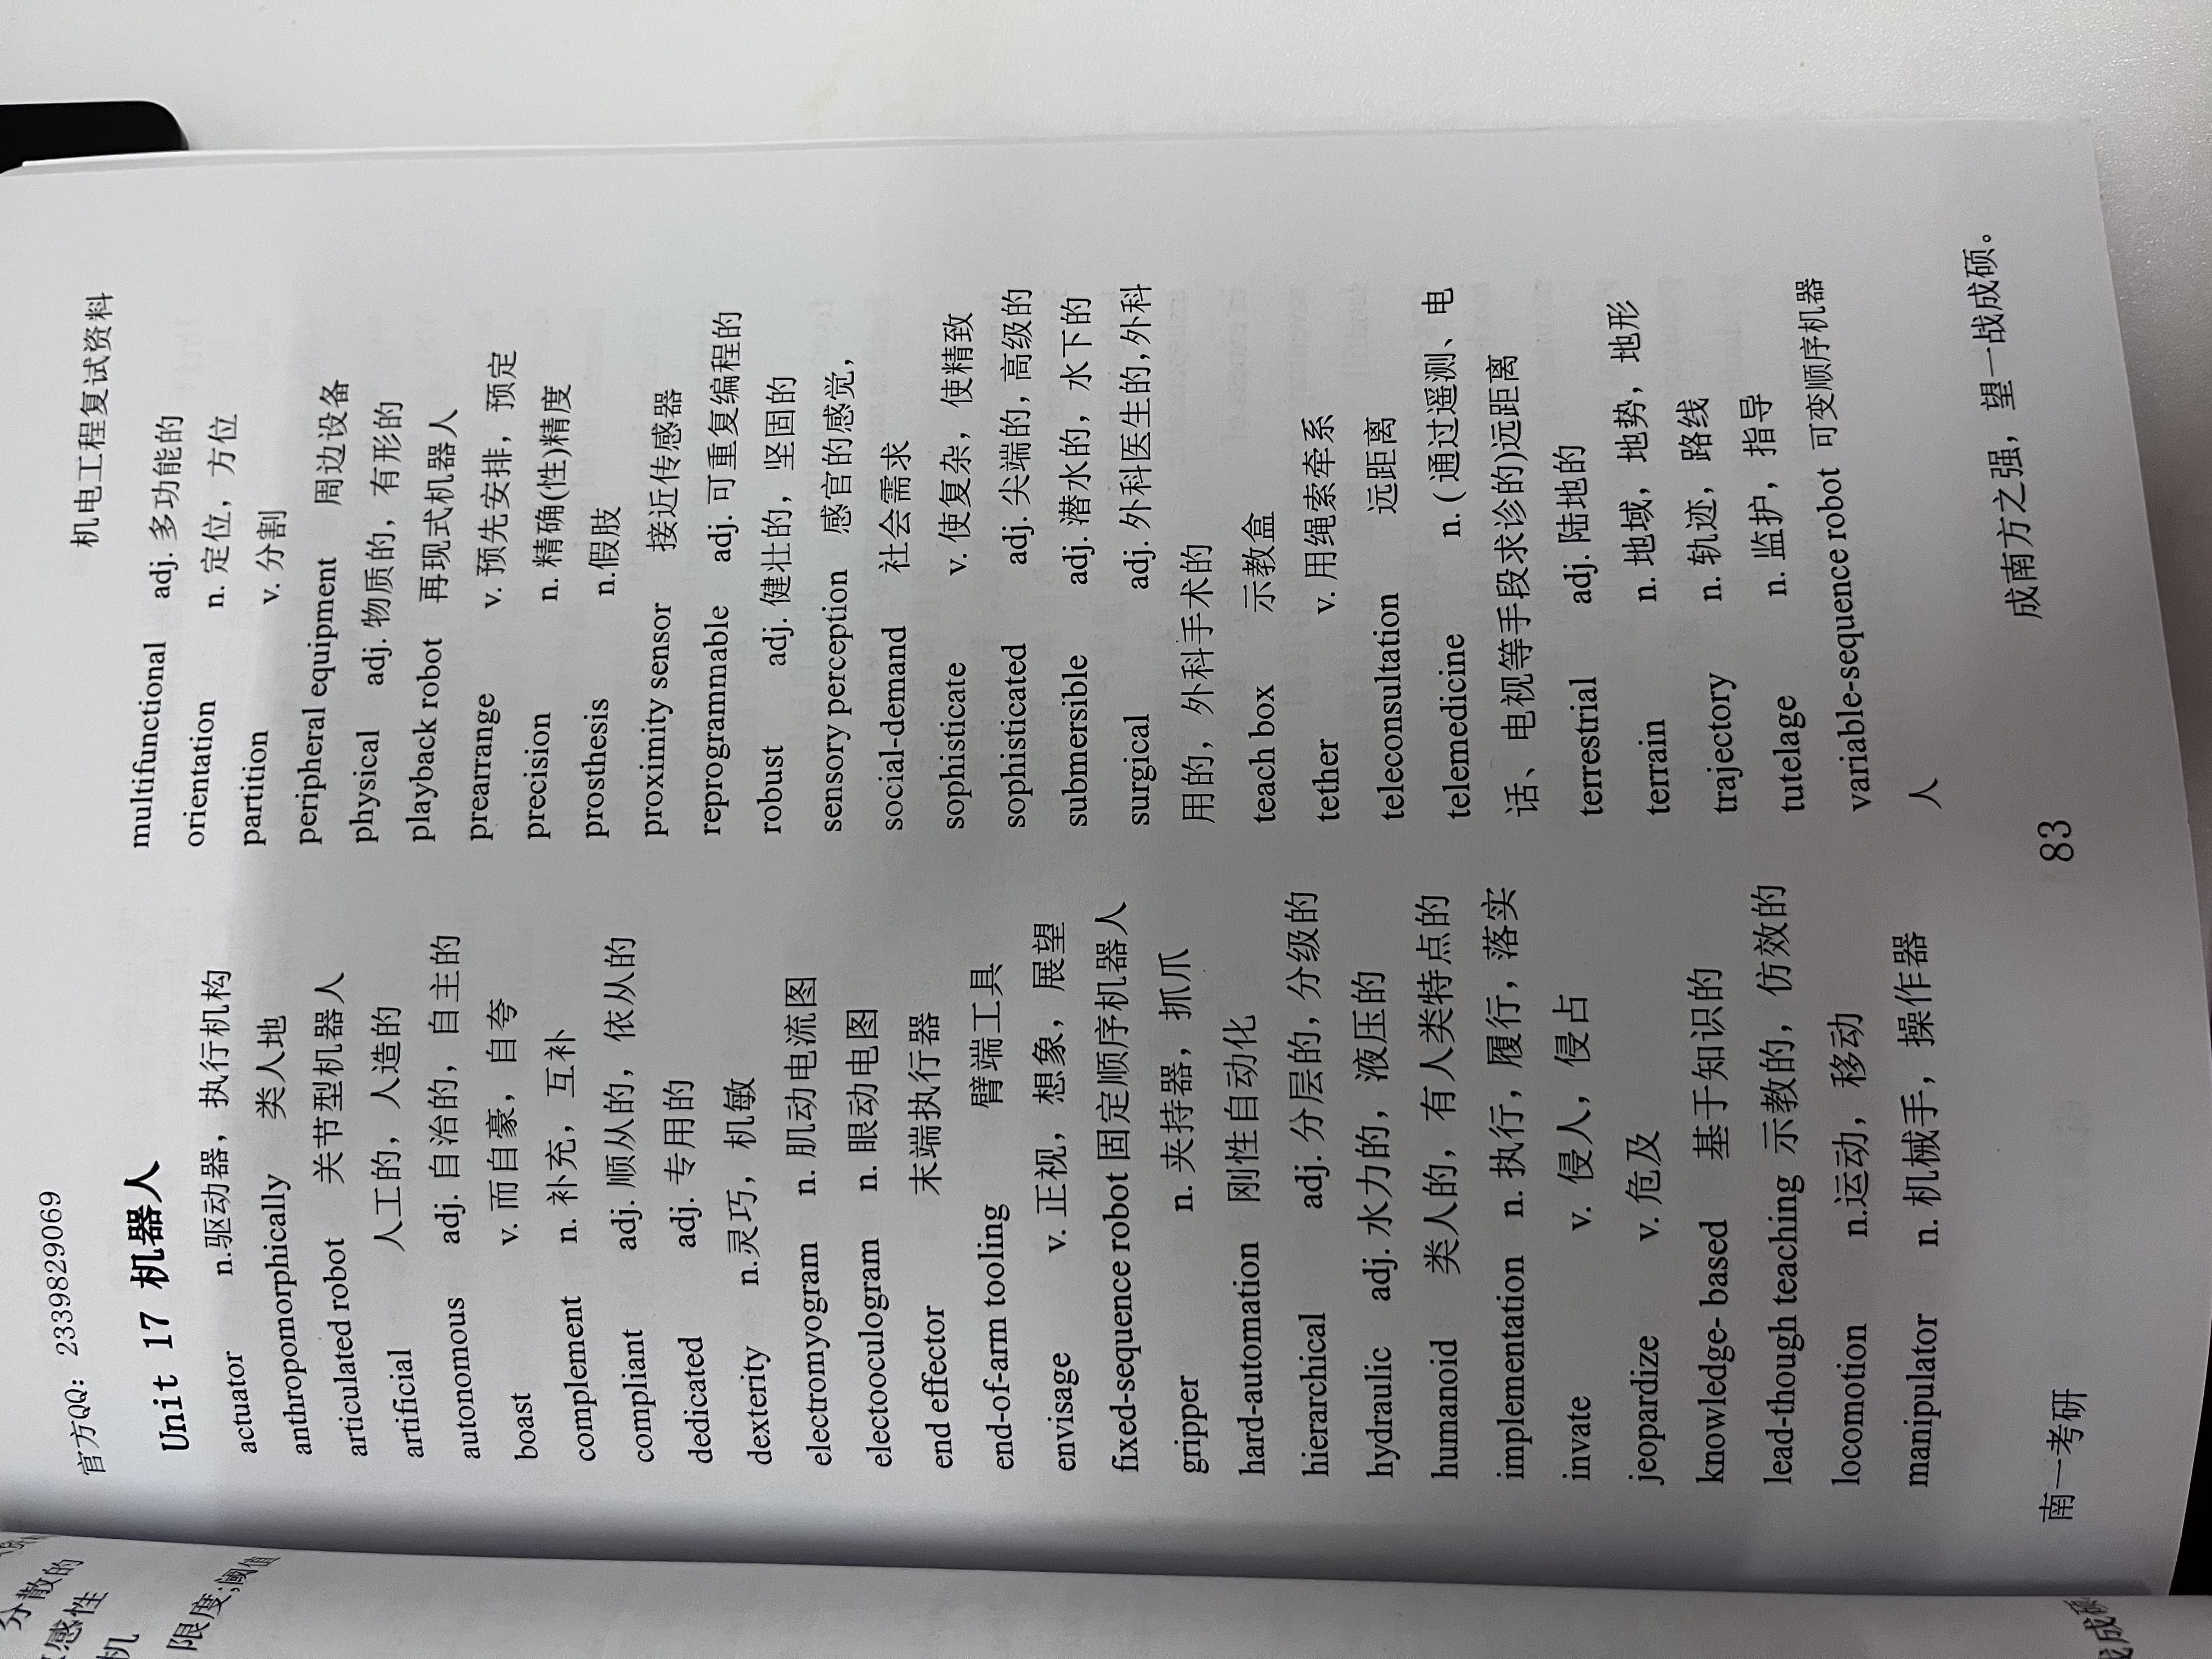 分散的
感性
机
限度;阈值
官方QQ：2339829069
机电工程复试资料
Unit 17 机器人
actuator n.驱动器，执行机构
anthropomorphically 类人地
articulated robot 关节型机器人
artificial 人工的，人造的
autonomous adj. 自治的，自主的
boast v. 而自豪，自夸
complement n. 补充，互补
compliant adj. 顺从的，依从的
dedicated adj. 专用的
dexterity n.灵巧，机敏
electromyogram n. 肌动电流图
electooculogram n. 眼动电图
end effector 末端执行器
end-of-arm tooling 臂端工具
envisage v. 正视，想象，展望
fixed-sequence robot 固定顺序机器人
gripper n. 夹持器，抓爪
hard-automation 刚性自动化
hierarchical adj. 分层的，分级的
hydraulic adj. 水力的，液压的
humanoid 类人的，有人类特点的
implementation n. 执行，履行，落实
invate v. 侵人，侵占
jeopardize v. 危及
knowledge- based 基于知识的
lead-though teaching 示教的，仿效的
locomotion n.运动，移动
manipulator n. 机械手，操作器
multifunctional adj. 多功能的
orientation n. 定位，方位
partition v. 分割
peripheral equipment 周边设备
physical adj. 物质的，有形的
playback robot 再现式机器人
prearrange v. 预先安排，预定
precision n. 精确(性)精度
prosthesis n.假肢
proximity sensor 接近传感器
reprogrammable adj. 可重复编程的
robust adj. 健壮的，坚固的
sensory perception 感官的感觉，
social-demand 社会需求
sophisticate v. 使复杂，使精致
sophisticated adj. 尖端的，高级的
submersible adj. 潜水的，水下的
surgical adj. 外科医生的，外科
用的，外科手术的
teach box 示教盒
tether v. 用绳索牵系
teleconsultation 远距离
telemedicine n. ( 通过遥测、电
话、电视等手段求诊的)远距离
terrestrial adj. 陆地的
terrain n. 地域，地势，地形
trajectory n. 轨迹，路线
tutelage n. 监护，指导
variable-sequence robot 可变顺序机器
人
成南方之强，望一战成硕。
南一考研
83
成硕